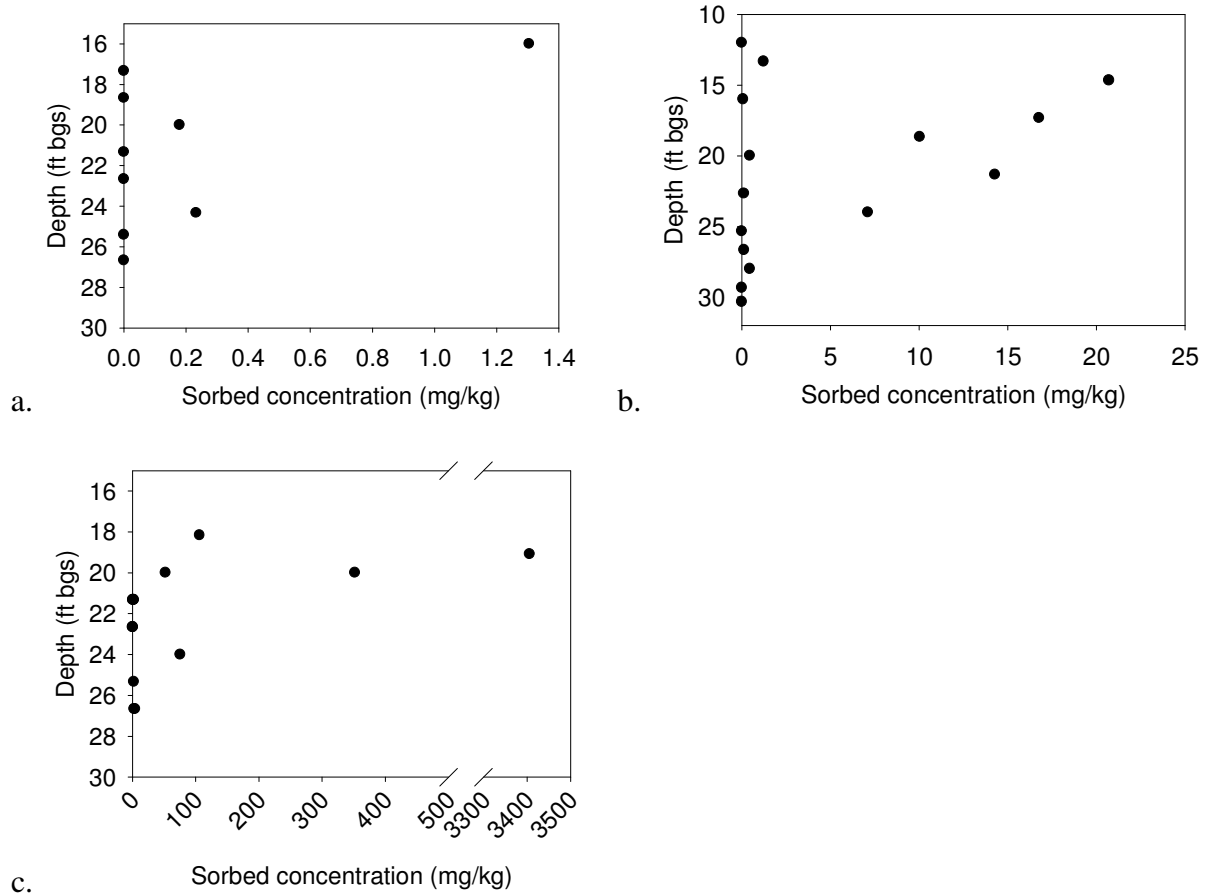 16
18
20
22
24
26
28
30
Depth (ft bgs)
0.0 0.2 0.4 0.6 0.8 1.0 1.2 1.4
Sorbed concentration (mg/kg)
a.
10
15
20
25
30
Depth (ft bgs)
0 5 10 15 20 25
Sorbed concentration (mg/kg)
b.
16
18
20
22
24
26
28
30
Depth (ft bgs)
0 100 200 300 400 500 3300 3400 3500
Sorbed concentration (mg/kg)
c.